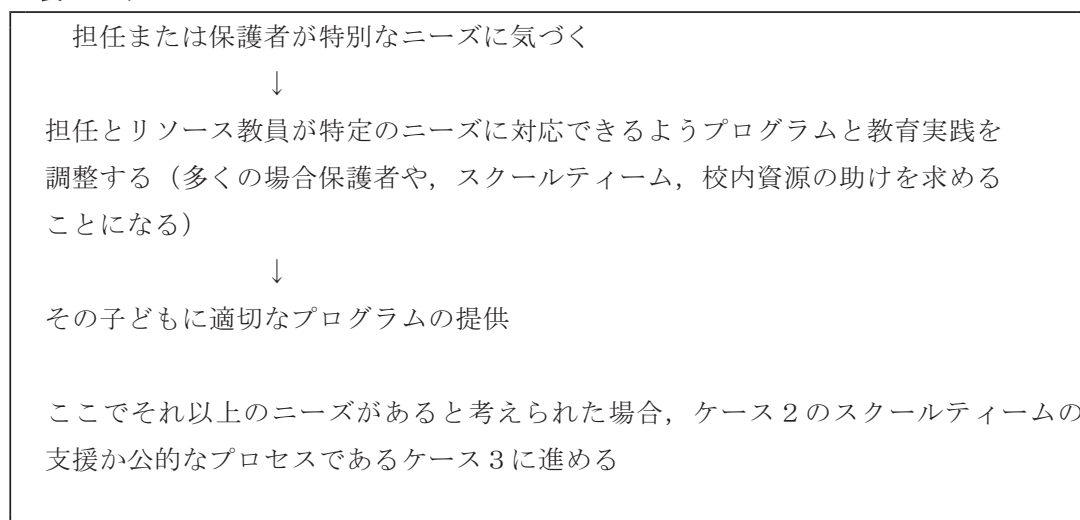 担任または保護者が特別なニーズに気づく
↓
担任とリソース教員が特定のニーズに対応できるようプログラムと教育実践を
調整する（多くの場合保護者や，スクールティーム，校内資源の助けを求める
ことになる）
↓
その子どもに適切なプログラムの提供
ここでそれ以上のニーズがあると考えられた場合，ケース２のスクールティームの
支援か公的なプロセスであるケース３に進める